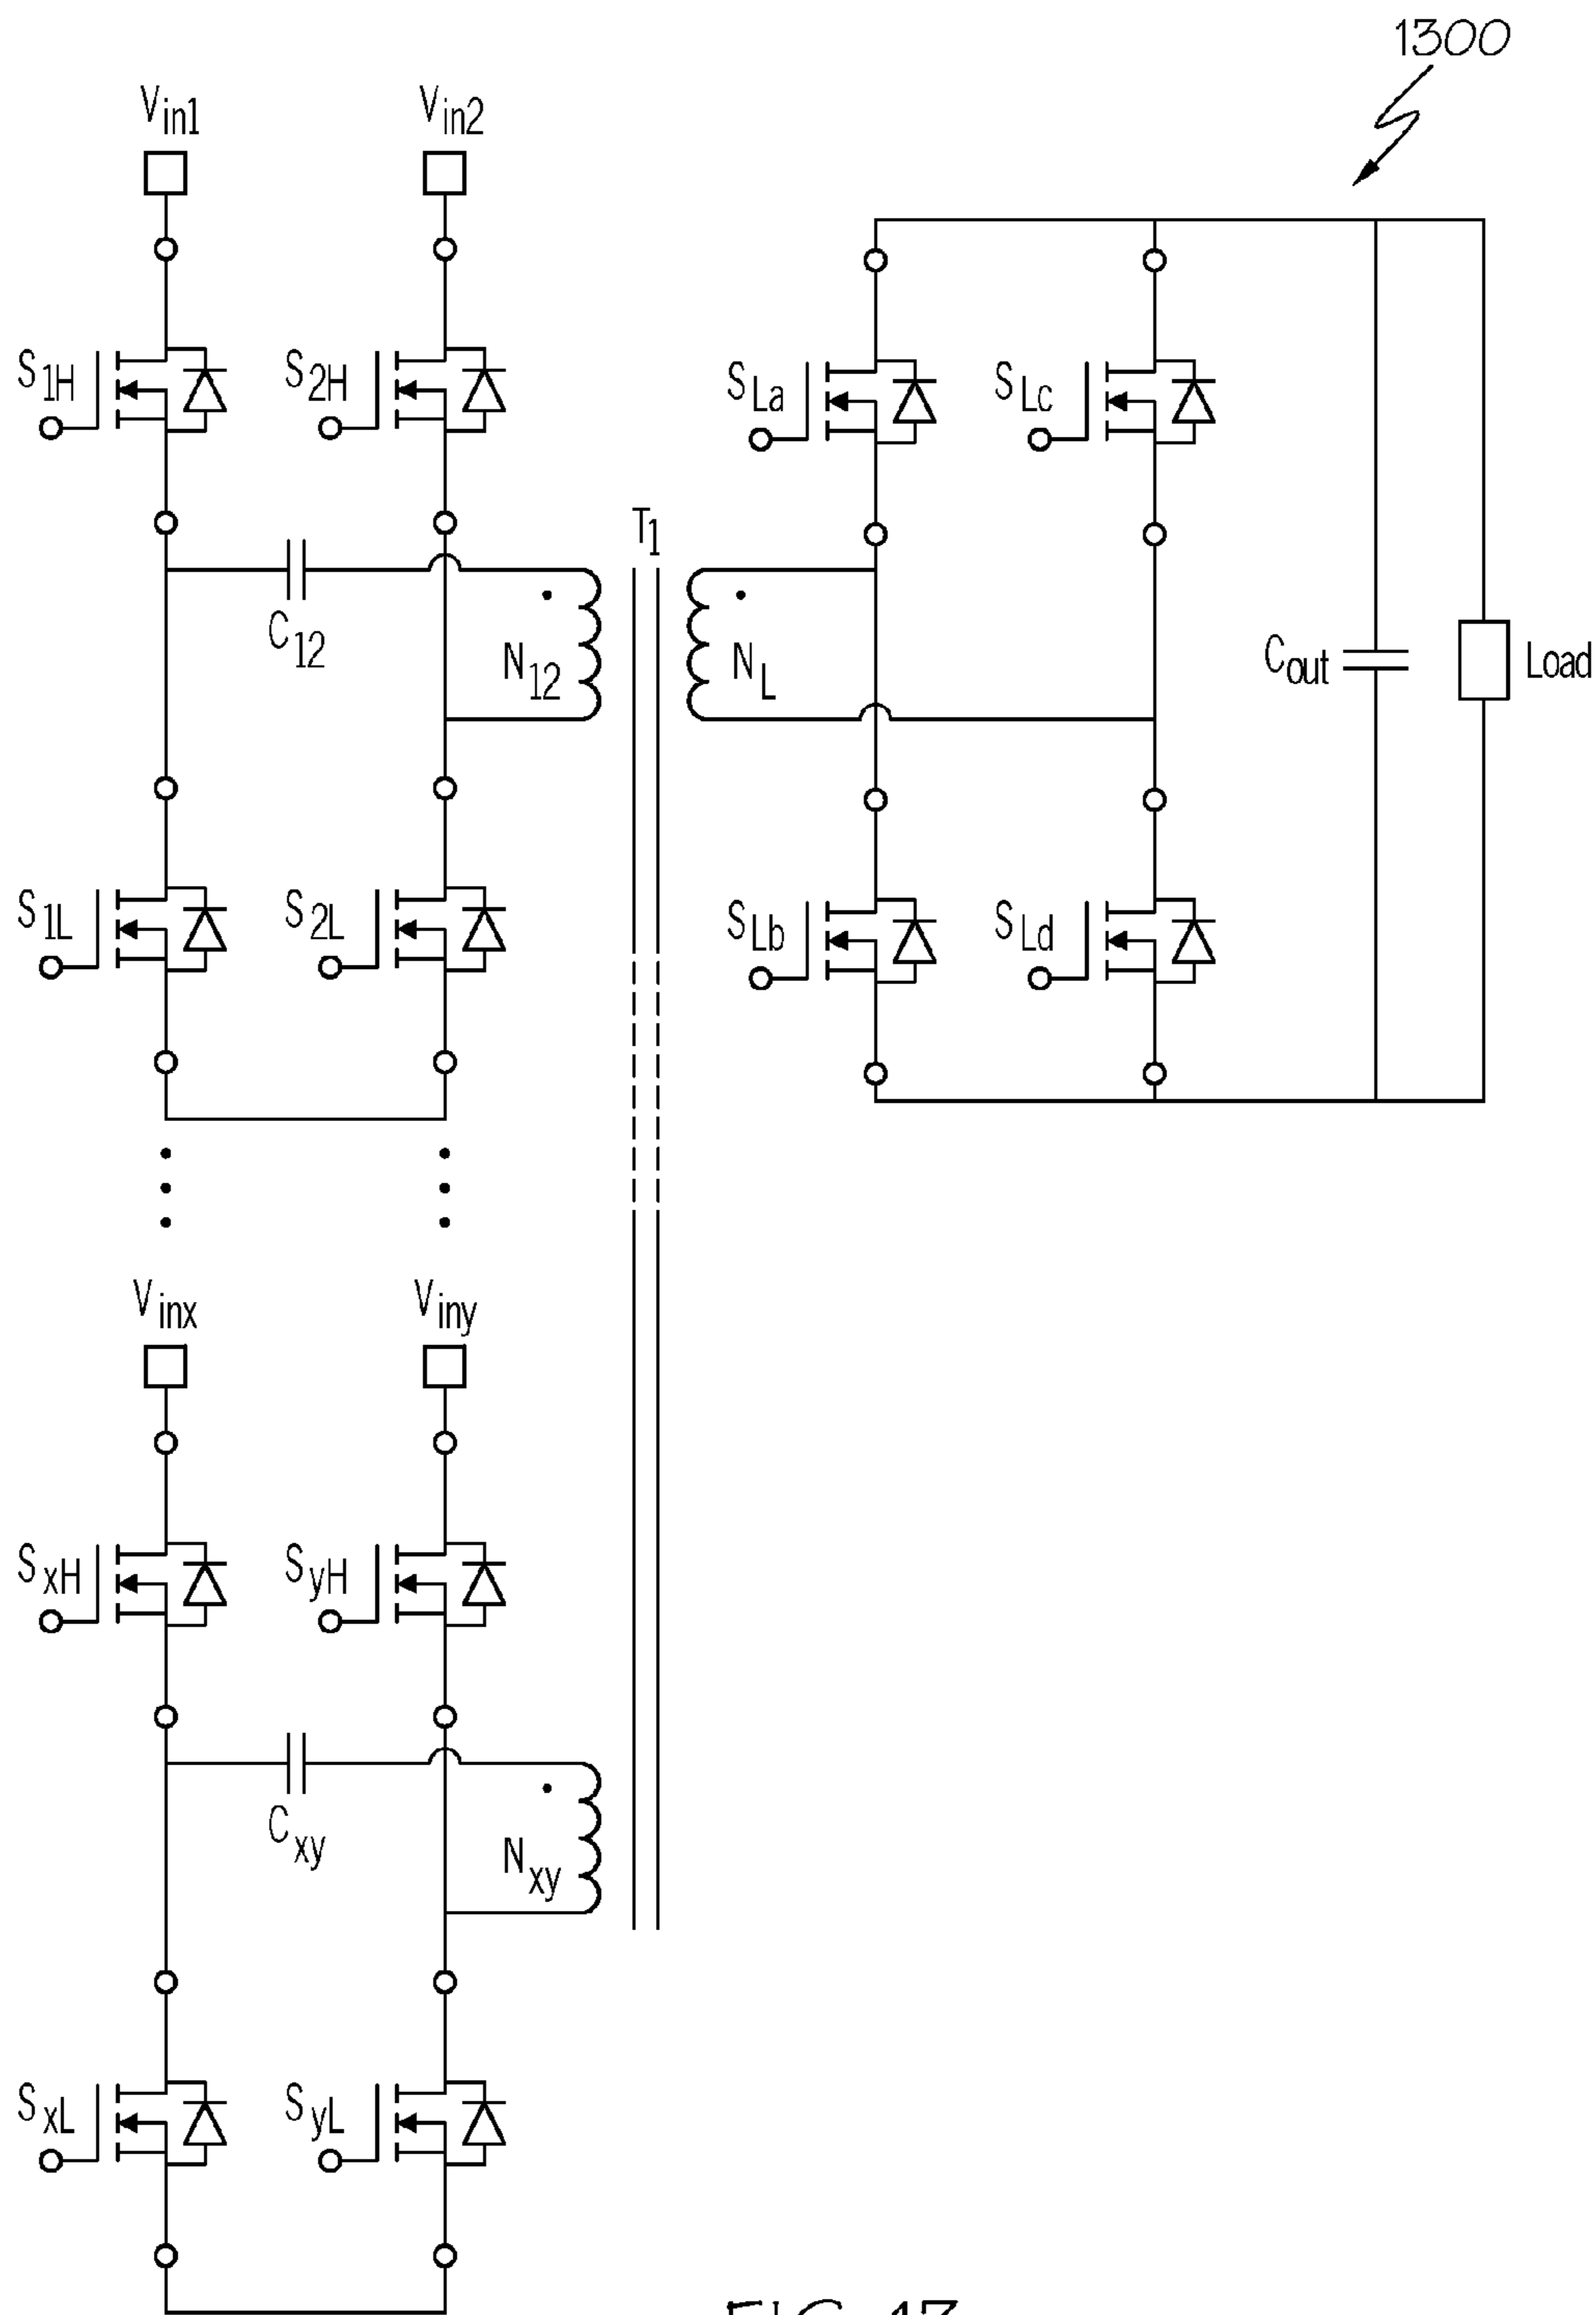 1300
Vin1 Vin2
S1H S2H SLa SLc
T1
C12 N12 NL Cout Load
S1L S2L SLb SLd
Vinx Viny
SxH SyH
Cxy Nxy
SxL SyL